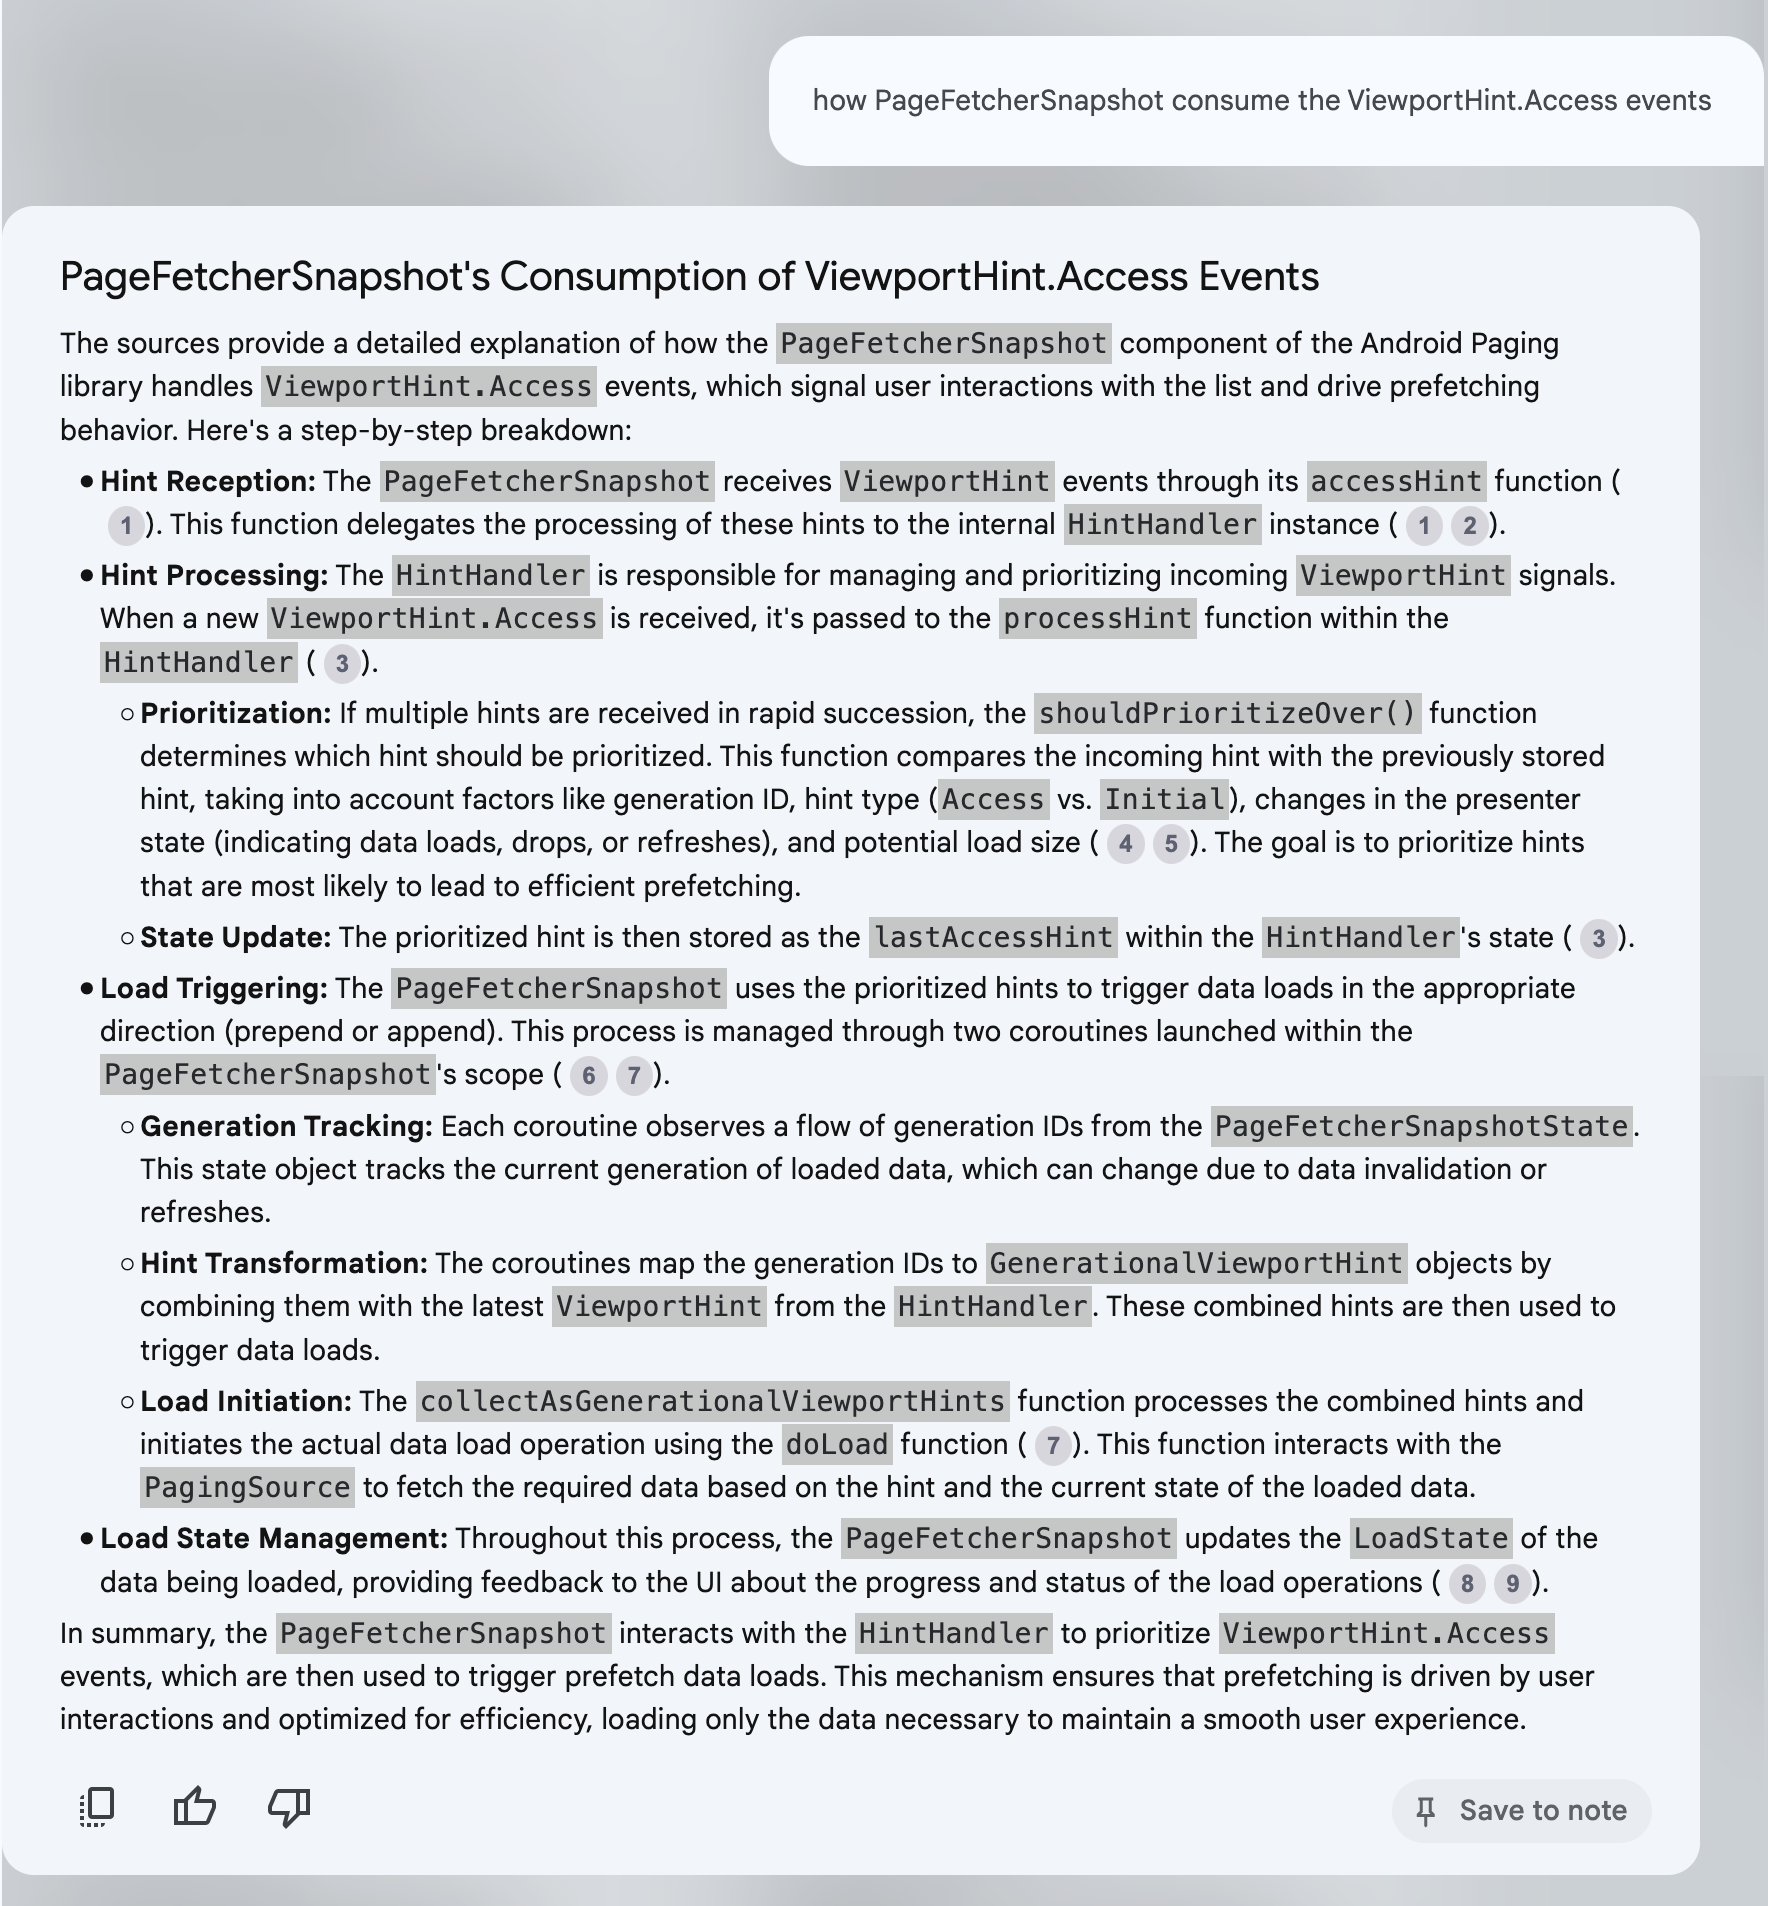 how PageFetcherSnapshot consume the ViewportHint.Access events
PageFetcherSnapshot's Consumption of ViewportHint.Access Events
The sources provide a detailed explanation of how the PageFetcherSnapshot component of the Android Paging
library handles ViewportHint.Access events, which signal user interactions with the list and drive prefetching
behavior. Here's a step-by-step breakdown:
● Hint Reception: The PageFetcherSnapshot receives ViewportHint events through its accessHint function (
1). This function delegates the processing of these hints to the internal HintHandler instance ( 1 2).
● Hint Processing: The HintHandler is responsible for managing and prioritizing incoming ViewportHint signals.
When a new ViewportHint.Access is received, it's passed to the processHint function within the
HintHandler ( 3).
○ Prioritization: If multiple hints are received in rapid succession, the shouldPrioritizeOver() function
determines which hint should be prioritized. This function compares the incoming hint with the previously stored
hint, taking into account factors like generation ID, hint type (Access vs. Initial), changes in the presenter
state (indicating data loads, drops, or refreshes), and potential load size ( 4 5). The goal is to prioritize hints
that are most likely to lead to efficient prefetching.
○ State Update: The prioritized hint is then stored as the lastAccessHint within the HintHandler's state ( 3).
● Load Triggering: The PageFetcherSnapshot uses the prioritized hints to trigger data loads in the appropriate
direction (prepend or append). This process is managed through two coroutines launched within the
PageFetcherSnapshot's scope ( 6 7).
○ Generation Tracking: Each coroutine observes a flow of generation IDs from the PageFetcherSnapshotState.
This state object tracks the current generation of loaded data, which can change due to data invalidation or
refreshes.
○ Hint Transformation: The coroutines map the generation IDs to GenerationalViewportHint objects by
combining them with the latest ViewportHint from the HintHandler. These combined hints are then used to
trigger data loads.
○ Load Initiation: The collectAsGenerationalViewportHints function processes the combined hints and
initiates the actual data load operation using the doLoad function ( 7). This function interacts with the
PagingSource to fetch the required data based on the hint and the current state of the loaded data.
● Load State Management: Throughout this process, the PageFetcherSnapshot updates the LoadState of the
data being loaded, providing feedback to the UI about the progress and status of the load operations ( 8 9).
In summary, the PageFetcherSnapshot interacts with the HintHandler to prioritize ViewportHint.Access
events, which are then used to trigger prefetch data loads. This mechanism ensures that prefetching is driven by user
interactions and optimized for efficiency, loading only the data necessary to maintain a smooth user experience.
Save to note